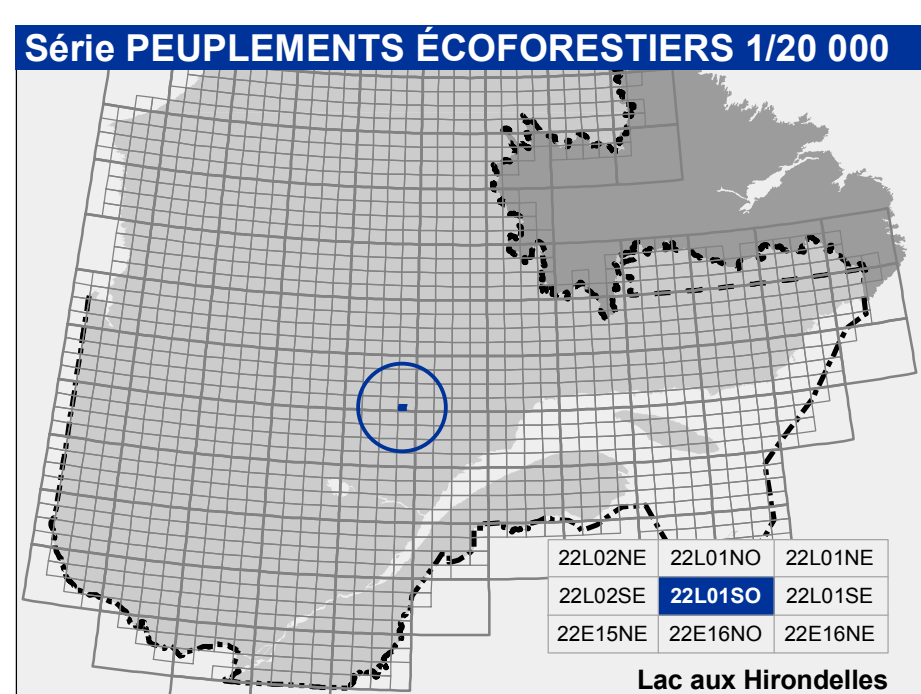 Série PEUPLEMENTS ÉCOFORESTIERS 1/20 000
22L02NE 22L01NO 22L01NE
22L02SE 22L01SO 22L01SE
22E15NE 22E16NO 22E16NE
Lac aux Hirondelles